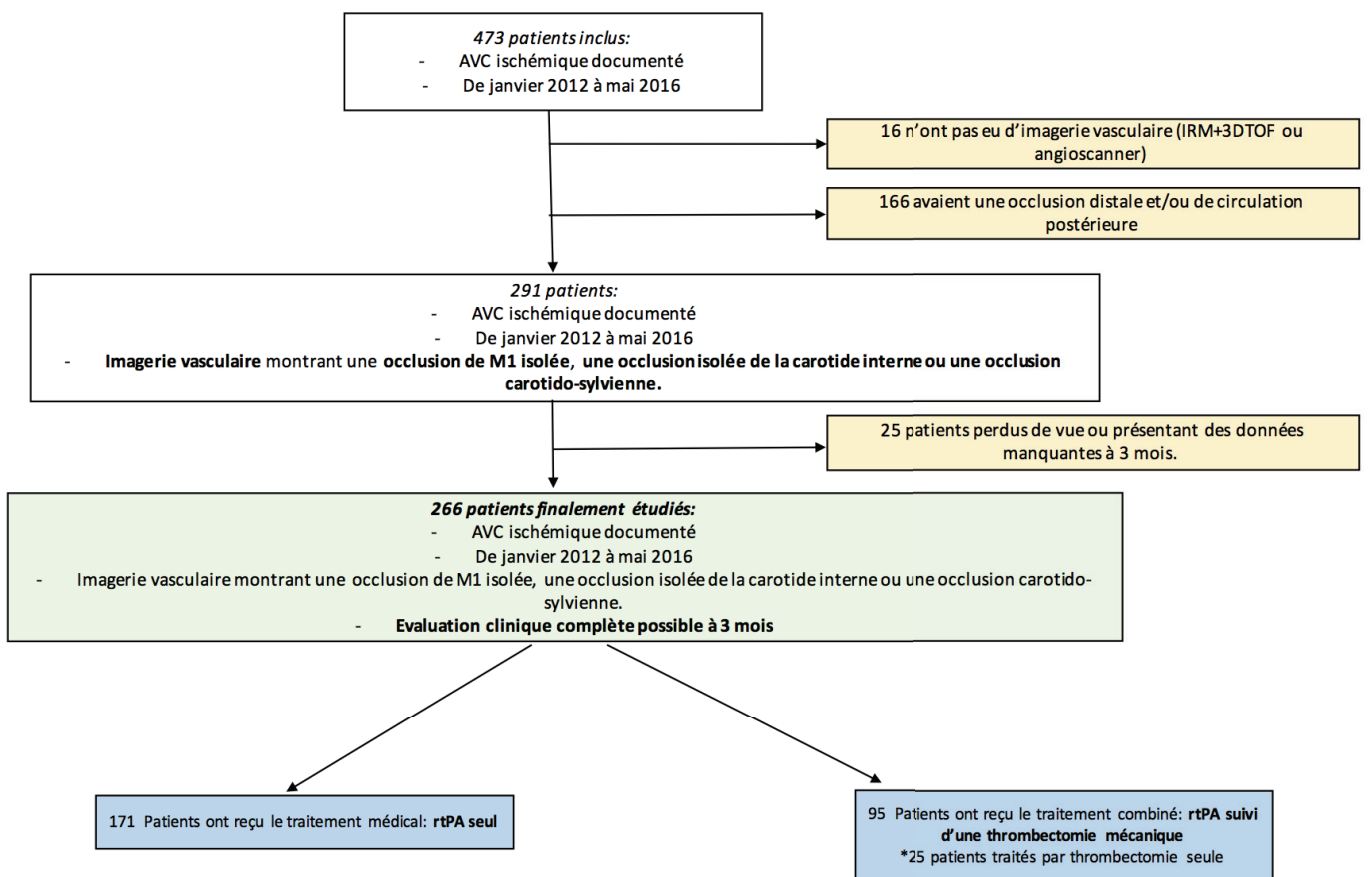 473 patients inclus:
- AVC ischémique documenté
- De janvier 2012 à mai 2016
16 n'ont pas eu d'imagerie vasculaire (IRM+3DTOF ou
angioscanner)
166 avaient une occlusion distale et/ou de circulation
postérieure
291 patients:
- AVC ischémique documenté
- De janvier 2012 à mai 2016
- Imagerie vasculaire montrant une occlusion de M1 isolée, une occlusion isolée de la carotide interne ou une occlusion
carotido-sylvienne.
25 patients perdus de vue ou présentant des données
manquantes à 3 mois.
266 patients finalement étudiés:
- AVC ischémique documenté
- De janvier 2012 à mai 2016
- Imagerie vasculaire montrant une occlusion de M1 isolée, une occlusion isolée de la carotide interne ou une occlusion carotido-
sylvienne.
- Evaluation clinique complète possible à 3 mois
171 Patients ont reçu le traitement médical: rtPA seul
95 Patients ont reçu le traitement combiné: rtPA suivi
d'une thrombectomie mécanique
*25 patients traités par thrombectomie seule